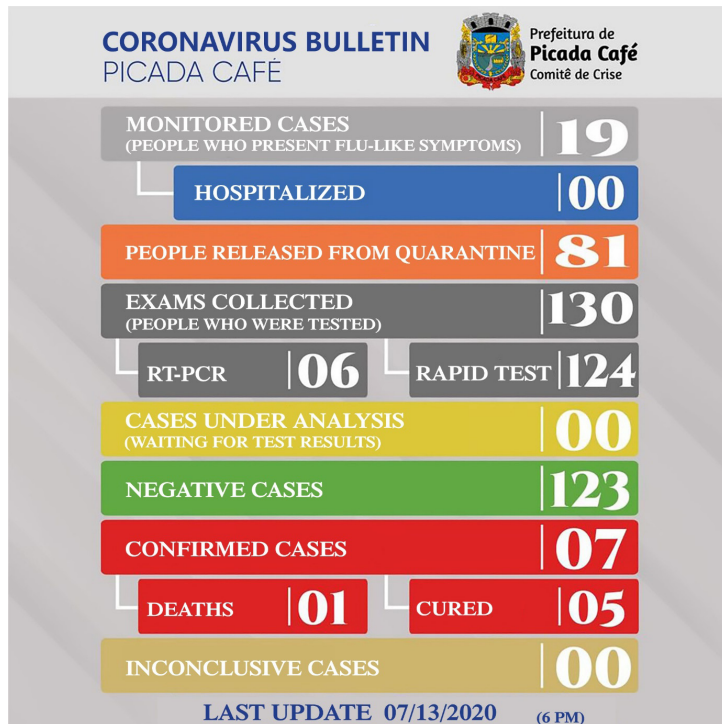 CORONAVIRUS BULLETIN
PICADA CAFÉ
Prefeitura de
Picada Café
Comitê de Crise
MONITORED CASES
(PEOPLE WHO PRESENT FLU-LIKE SYMPTOMS)
19
HOSPITALIZED
00
PEOPLE RELEASED FROM QUARANTINE
81
EXAMS COLLECTED
(PEOPLE WHO WERE TESTED)
130
RT-PCR
06
RAPID TEST
124
CASES UNDER ANALYSIS
(WAITING FOR TEST RESULTS)
00
NEGATIVE CASES
123
CONFIRMED CASES
07
DEATHS
01
CURED
05
INCONCLUSIVE CASES
00
LAST UPDATE 07/13/2020 (6 PM)